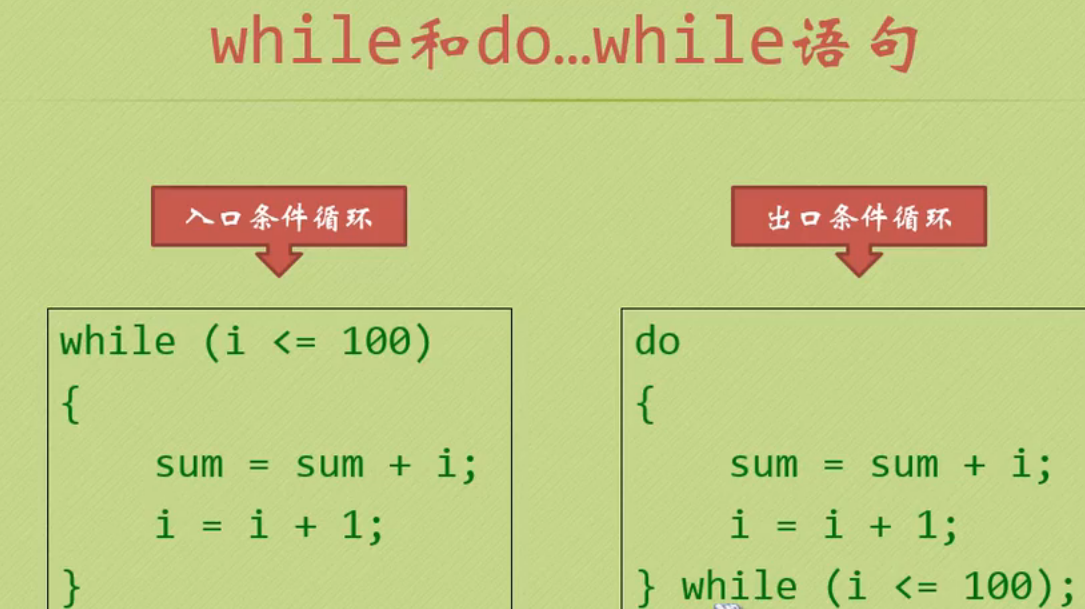 while和do…while语句
入口条件循环
出口条件循环
while (i <= 100)
{
    sum = sum + i;
    i = i + 1;
}
do
{
    sum = sum + i;
    i = i + 1;
} while (i <= 100);